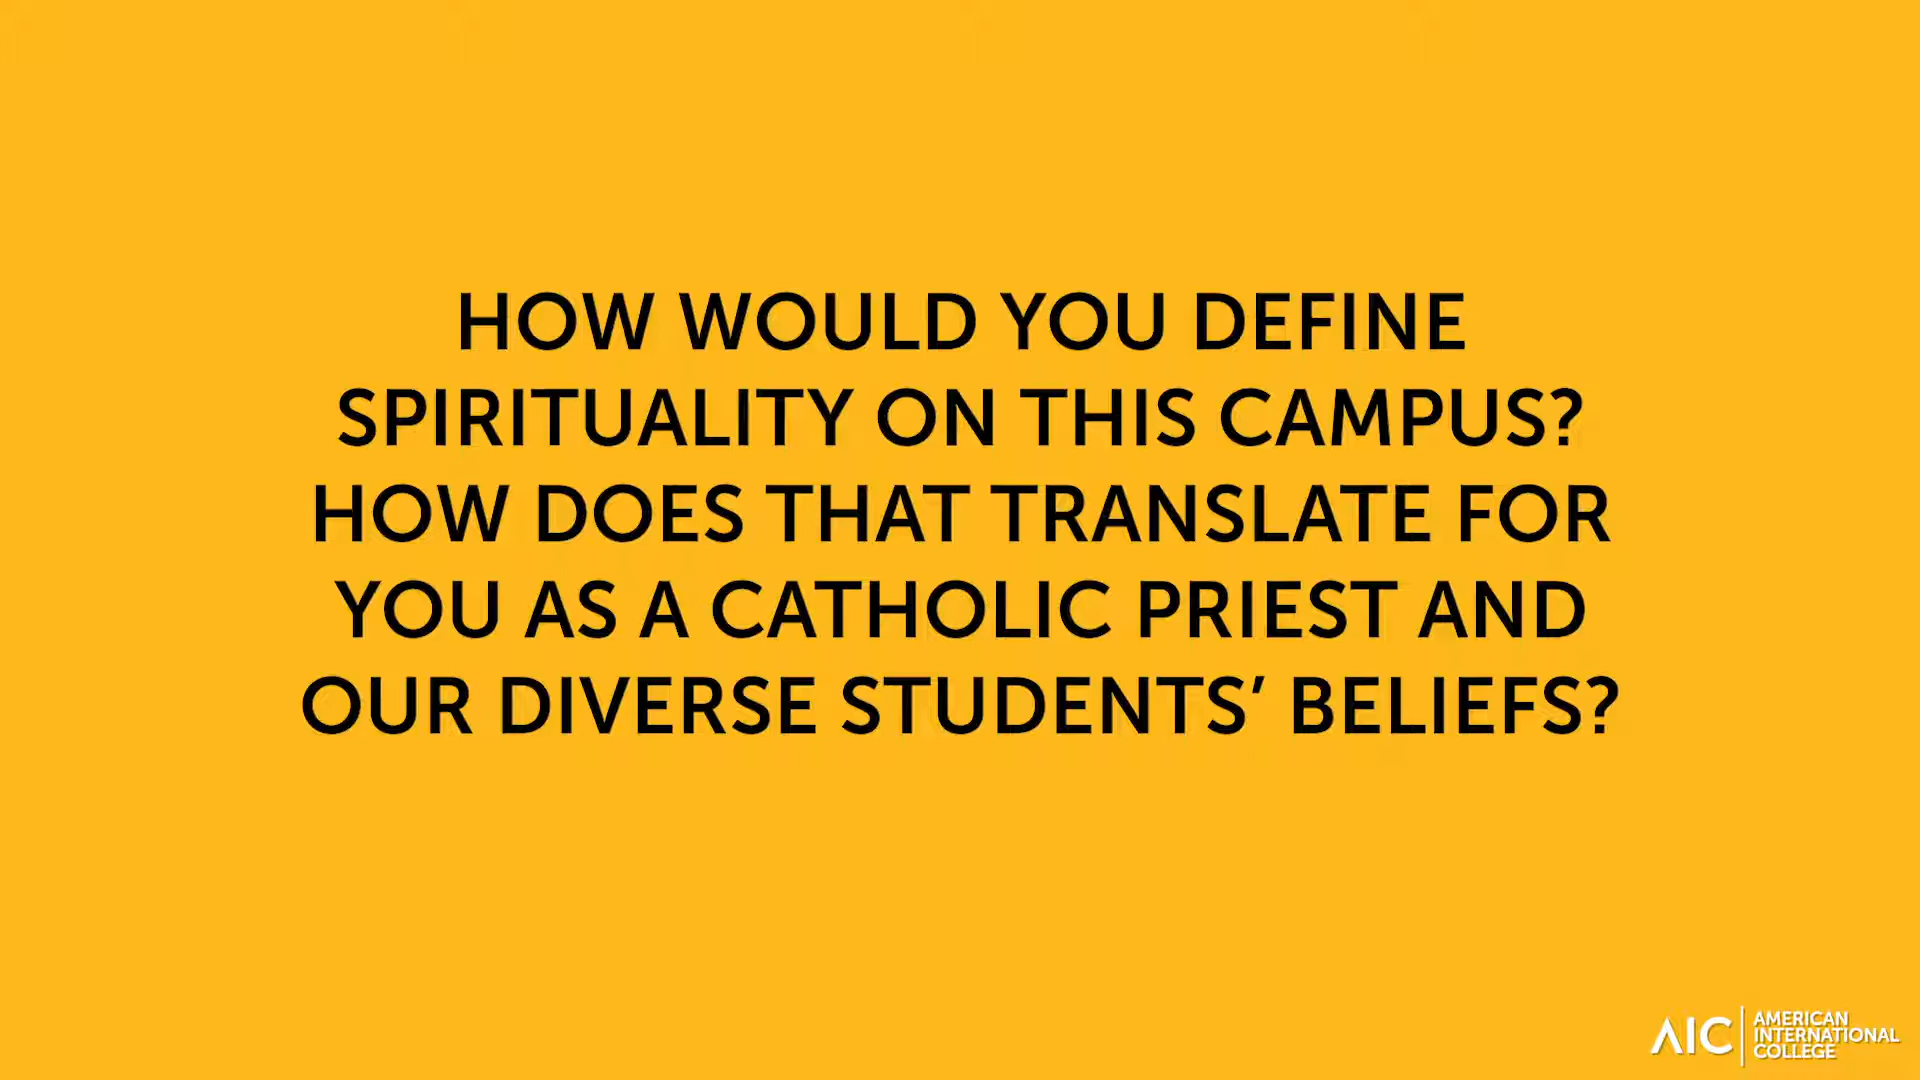 HOW WOULD YOU DEFINE
SPIRITUALITY ON THIS CAMPUS?
HOW DOES THAT TRANSLATE FOR
YOU AS A CATHOLIC PRIEST AND
OUR DIVERSE STUDENTS’ BELIEFS?
AIC
AMERICAN
INTERNATIONAL
COLLEGE